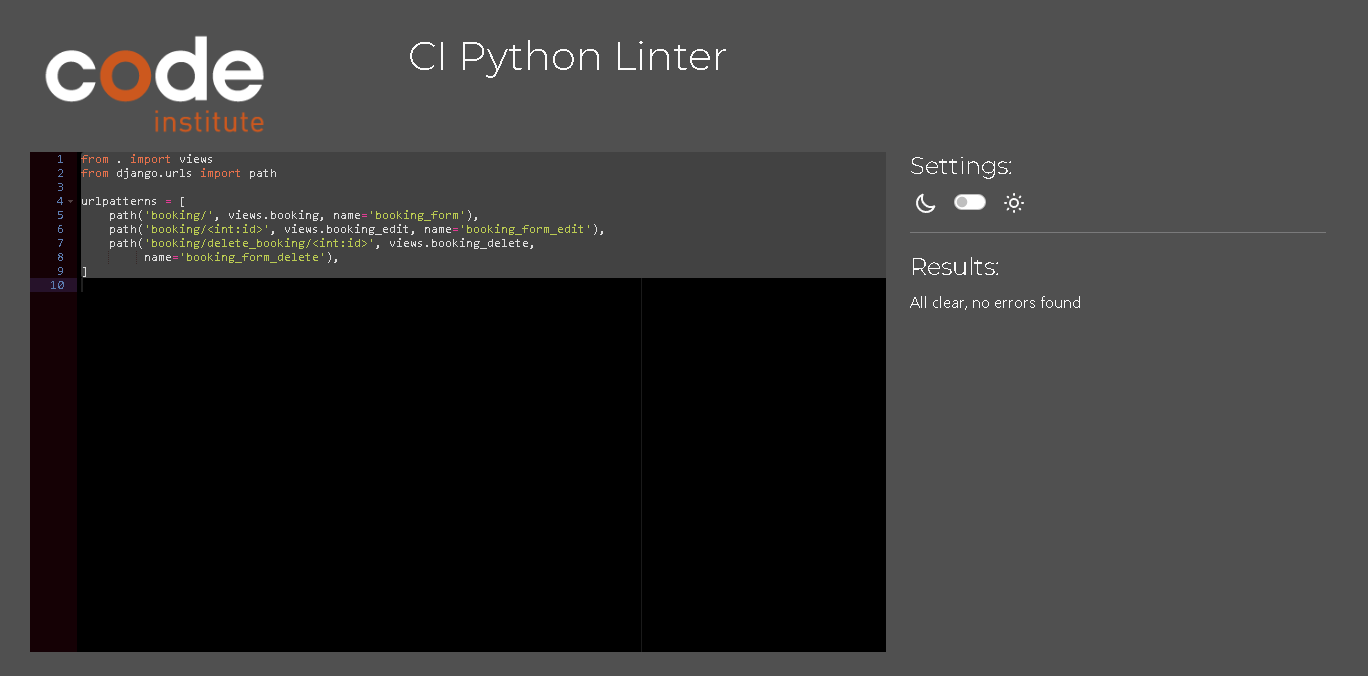 code
institute
CI Python Linter
1 from . import views
2 from django.urls import path
3
4 urlpatterns = [
5     path('booking/', views.booking, name='booking_form'),
6     path('booking/<int:id>', views.booking_edit, name='booking_form_edit'),
7     path('booking/delete_booking/<int:id>', views.booking_delete,
8          name='booking_form_delete'),
9 ]
10
Settings:
Results:
All clear, no errors found